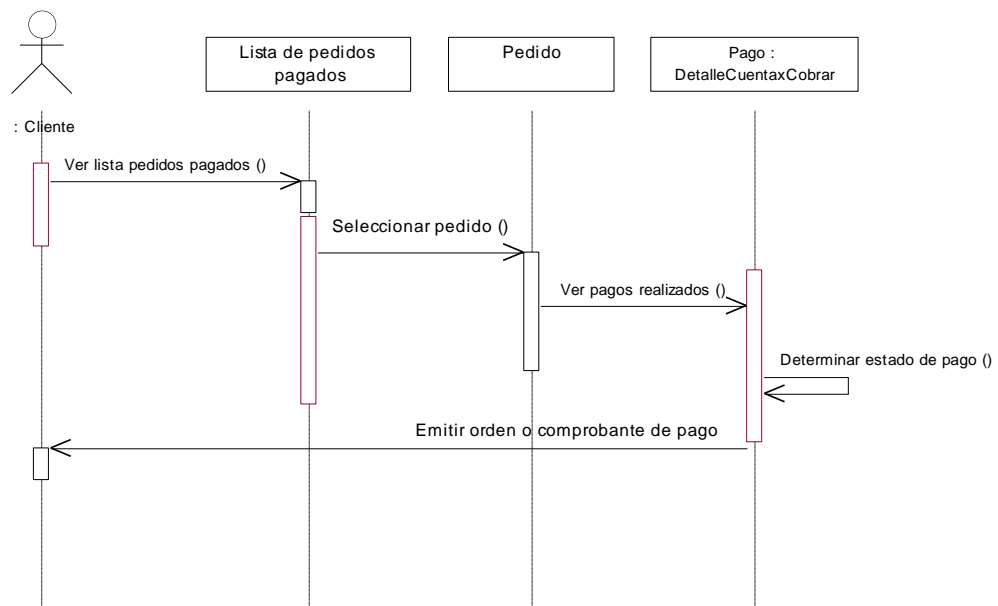 Lista de pedidos
pagados
Pedido
Pago :
DetalleCuentaxCobrar
: Cliente
Ver lista pedidos pagados ()
Seleccionar pedido ()
Ver pagos realizados ()
Determinar estado de pago ()
Emitir orden o comprobante de pago